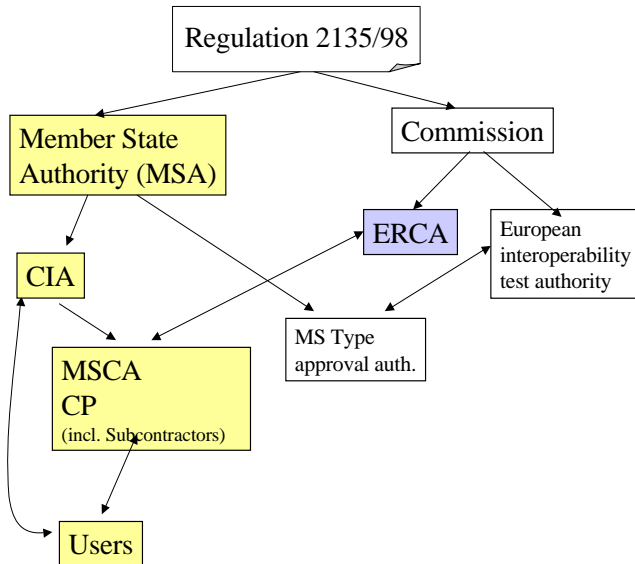 Regulation 2135/98
Member State
Authority (MSA)
Commission
ERCA
European
interoperability
test authority
CIA
MS Type
approval auth.
MSCA
CP
(incl. Subcontractors)
Users